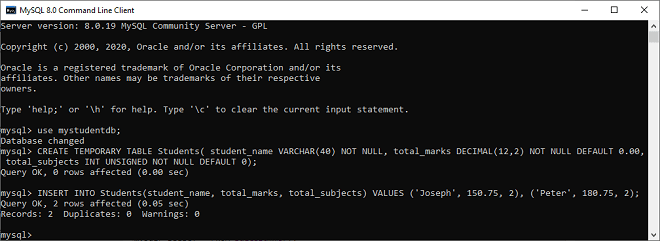 MySQL 8.0 Command Line Client
Server version: 8.0.19 MySQL Community Server - GPL
Copyright (c) 2000, 2020, Oracle and/or its affiliates. All rights reserved.
Oracle is a registered trademark of Oracle Corporation and/or its
affiliates. Other names may be trademarks of their respective
owners.
Type 'help;' or '\h' for help. Type '\c' to clear the current input statement.
mysql> use mystudentdb;
Database changed
mysql> CREATE TEMPORARY TABLE Students( student_name VARCHAR(40) NOT NULL, total_marks DECIMAL(12,2) NOT NULL DEFAULT 0.00,
 total_subjects INT UNSIGNED NOT NULL DEFAULT 0);
Query OK, 0 rows affected (0.00 sec)
mysql> INSERT INTO Students(student_name, total_marks, total_subjects) VALUES ('Joseph', 150.75, 2), ('Peter', 180.75, 2);
Query OK, 2 rows affected (0.05 sec)
Records: 2  Duplicates: 0  Warnings: 0
mysql>